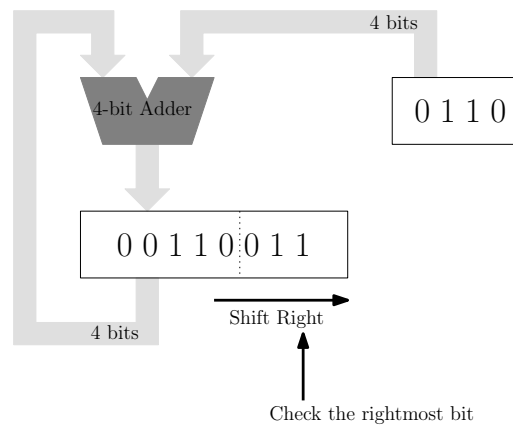 4 bits
4-bit Adder
0 1 1 0
0 0 1 1 0 0 1 1
Shift Right
4 bits
Check the rightmost bit